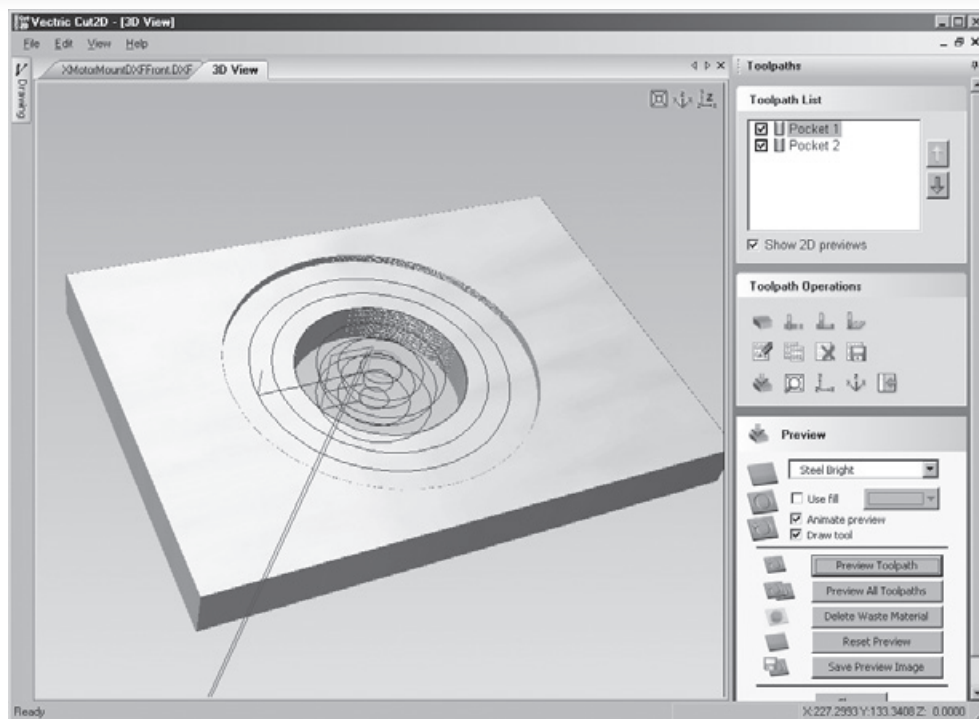 Vectric Cut2D - [3D View]
File Edit View Help
XMotorMountDXFFront.DXF 3D View
Drawing
Toolpaths
Toolpath List
Pocket 1
Pocket 2
Show 2D previews
Toolpath Operations
Preview
Steel Bright
Use fill
Animate preview
Draw tool
Preview Toolpath
Preview All Toolpaths
Delete Waste Material
Reset Preview
Save Preview Image
Ready
X:227.2993 Y:133.3408 Z: 0.0000